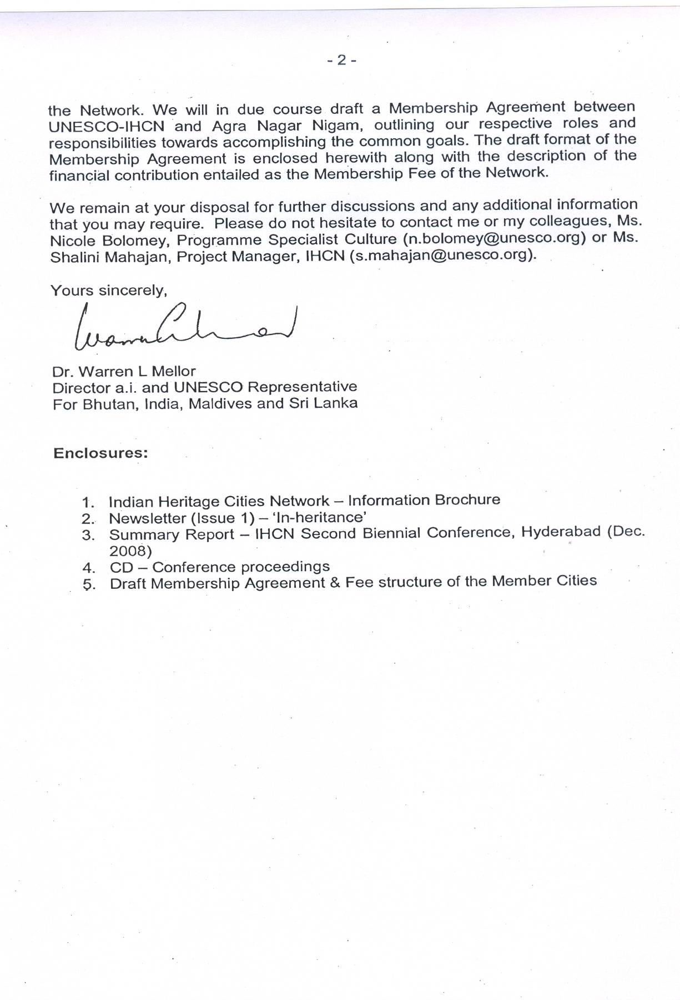 - 2 -
the Network. We will in due course draft a Membership Agreement between
UNESCO-IHCN and Agra Nagar Nigam, outlining our respective roles and
responsibilities towards accomplishing the common goals. The draft format of the
Membership Agreement is enclosed herewith along with the description of the
financial contribution entailed as the Membership Fee of the Network.
We remain at your disposal for further discussions and any additional information
that you may require. Please do not hesitate to contact me or my colleagues, Ms.
Nicole Bolomey, Programme Specialist Culture (n.bolomey@unesco.org) or Ms.
Shalini Mahajan, Project Manager, IHCN (s.mahajan@unesco.org).
Yours sincerely,
Dr. Warren L Mellor
Director a.i. and UNESCO Representative
For Bhutan, India, Maldives and Sri Lanka
Enclosures:
1. Indian Heritage Cities Network – Information Brochure
2. Newsletter (Issue 1) – ‘In-heritance’
3. Summary Report – IHCN Second Biennial Conference, Hyderabad (Dec.
2008)
4. CD – Conference proceedings
5. Draft Membership Agreement & Fee structure of the Member Cities